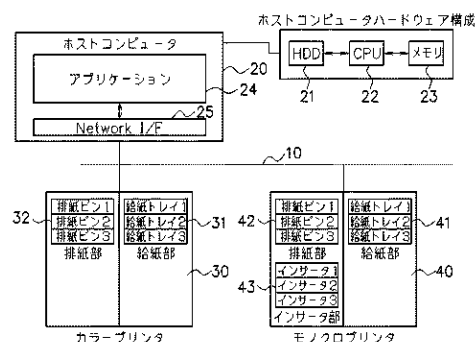 ホストコンピュータハードウェア構成
HDD
CPU
メモリ
21
22
23
ホストコンピュータ
アプリケーション
20
24
25
Network I/F
10
32
排紙ビン1
排紙ビン2
排紙ビン3
排紙部
給紙トレイ1
給紙トレイ2
給紙トレイ3
給紙部
31
30
カラープリンタ
42
排紙ビン1
排紙ビン2
排紙ビン3
排紙部
給紙トレイ1
給紙トレイ2
給紙トレイ3
給紙部
41
40
43
インサータ1
インサータ2
インサータ3
インサータ部
モノクロプリンタ